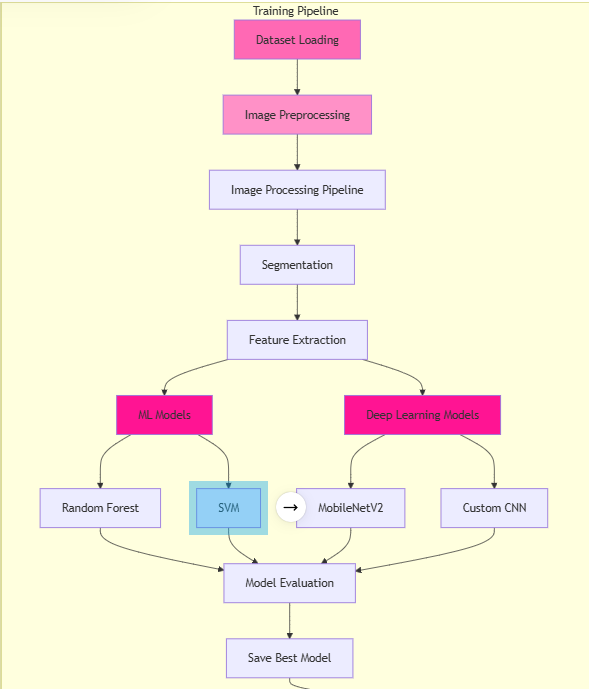 Training Pipeline
Dataset Loading
Image Preprocessing
Image Processing Pipeline
Segmentation
Feature Extraction
ML Models
Deep Learning Models
Random Forest
SVM
→
MobileNetV2
Custom CNN
Model Evaluation
Save Best Model